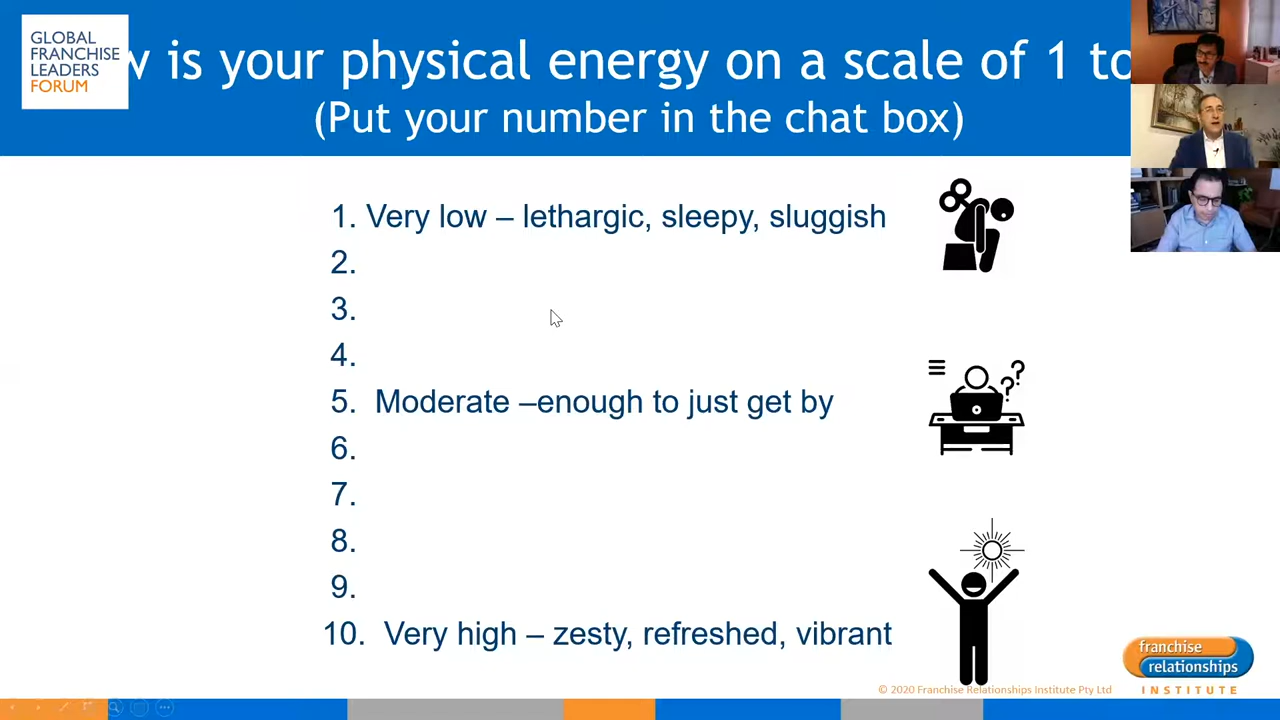 GLOBAL
FRANCHISE
LEADERS
FORUM
is your physical energy on a scale of 1 to
(Put your number in the chat box)
1. Very low – lethargic, sleepy, sluggish
2.
3.
4.
5. Moderate –enough to just get by
6.
7.
8.
9.
10. Very high – zesty, refreshed, vibrant
franchise
relationships
INSTITUTE
© 2020 Franchise Relationships Institute Pty Ltd